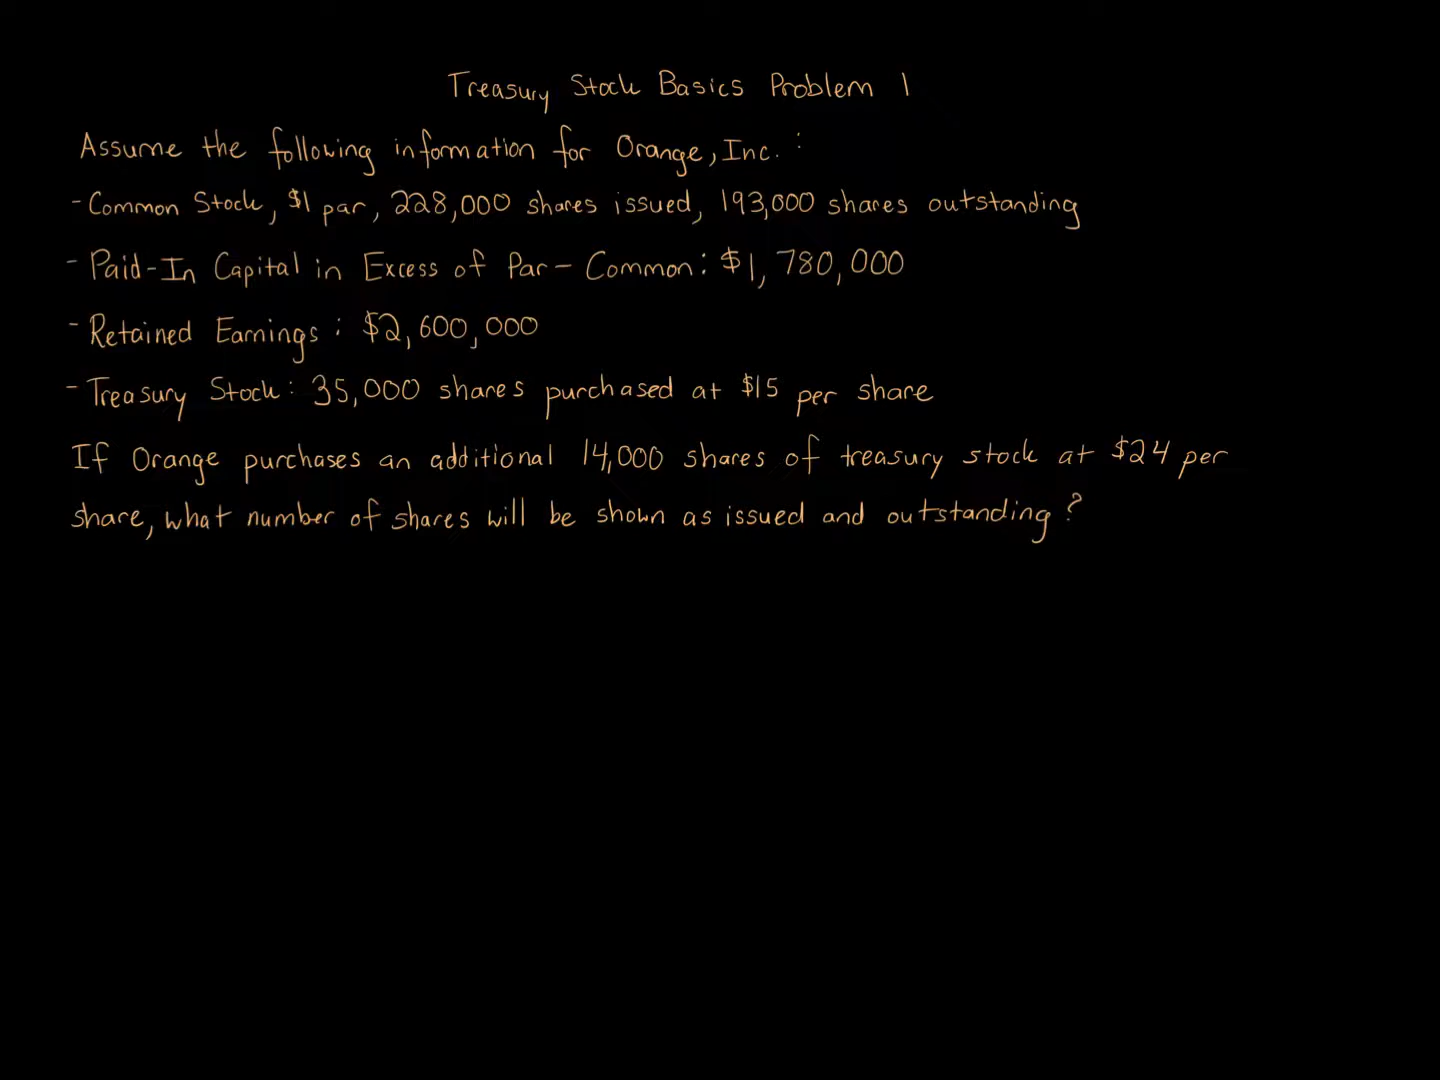 Treasury Stock Basics Problem 1
Assume the following information for Orange, Inc.:
- Common Stock, $1 par, 228,000 shares issued, 193,000 shares outstanding
- Paid-In Capital in Excess of Par - Common: $1,780,000
- Retained Earnings: $2,600,000
- Treasury Stock: 35,000 shares purchased at $15 per share
If Orange purchases an additional 14,000 shares of treasury stock at $24 per
share, what number of shares will be shown as issued and outstanding?